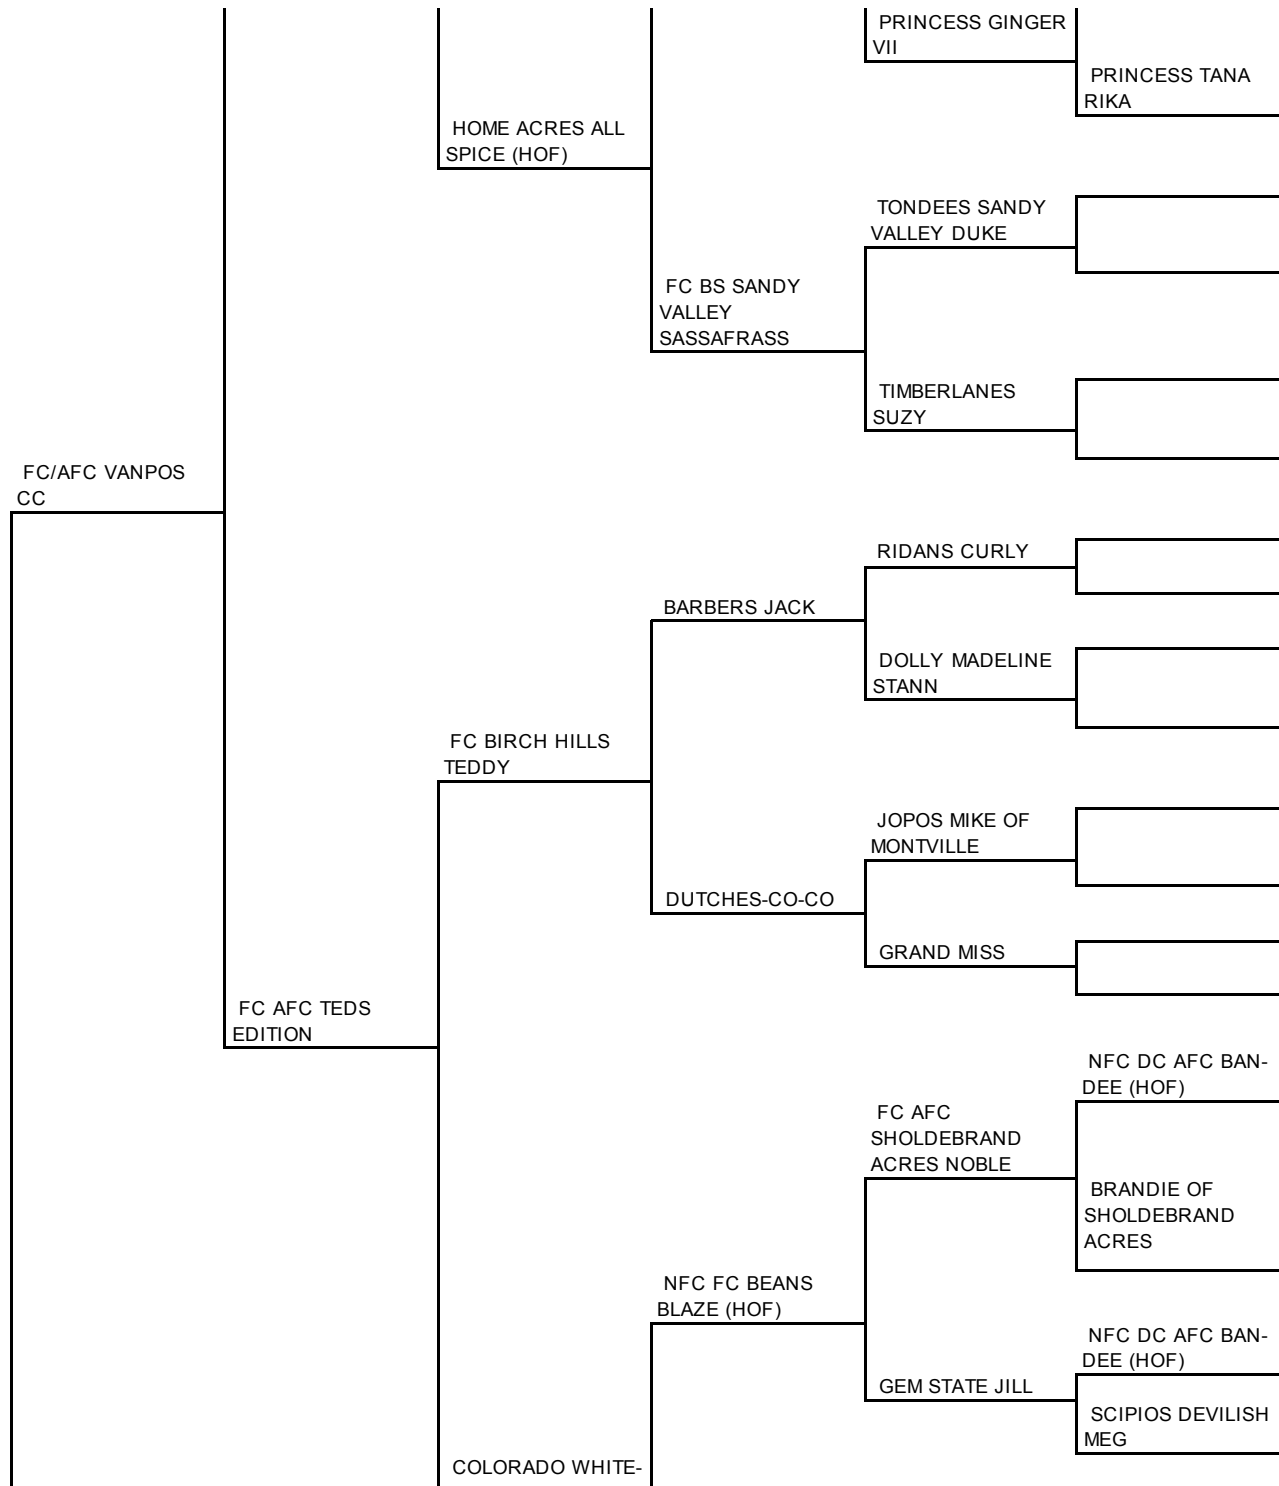 PRINCESS GINGER
VII
PRINCESS TANA
RIKA
HOME ACRES ALL
SPICE (HOF)
TONDEES SANDY
VALLEY DUKE
FC BS SANDY
VALLEY
SASSAFRASS
TIMBERLANES
SUZY
FC/AFC VANPOS
CC
RIDANS CURLY
BARBERS JACK
DOLLY MADELINE
STANN
FC BIRCH HILLS
TEDDY
JOPOS MIKE OF
MONTVILLE
DUTCHES-CO-CO
GRAND MISS
FC AFC TEDS
EDITION
NFC DC AFC BAN-
DEE (HOF)
FC AFC
SHOLDEBRAND
ACRES NOBLE
BRANDIE OF
SHOLDEBRAND
ACRES
NFC FC BEANS
BLAZE (HOF)
NFC DC AFC BAN-
DEE (HOF)
GEM STATE JILL
SCIPIOS DEVILISH
MEG
COLORADO WHITE-